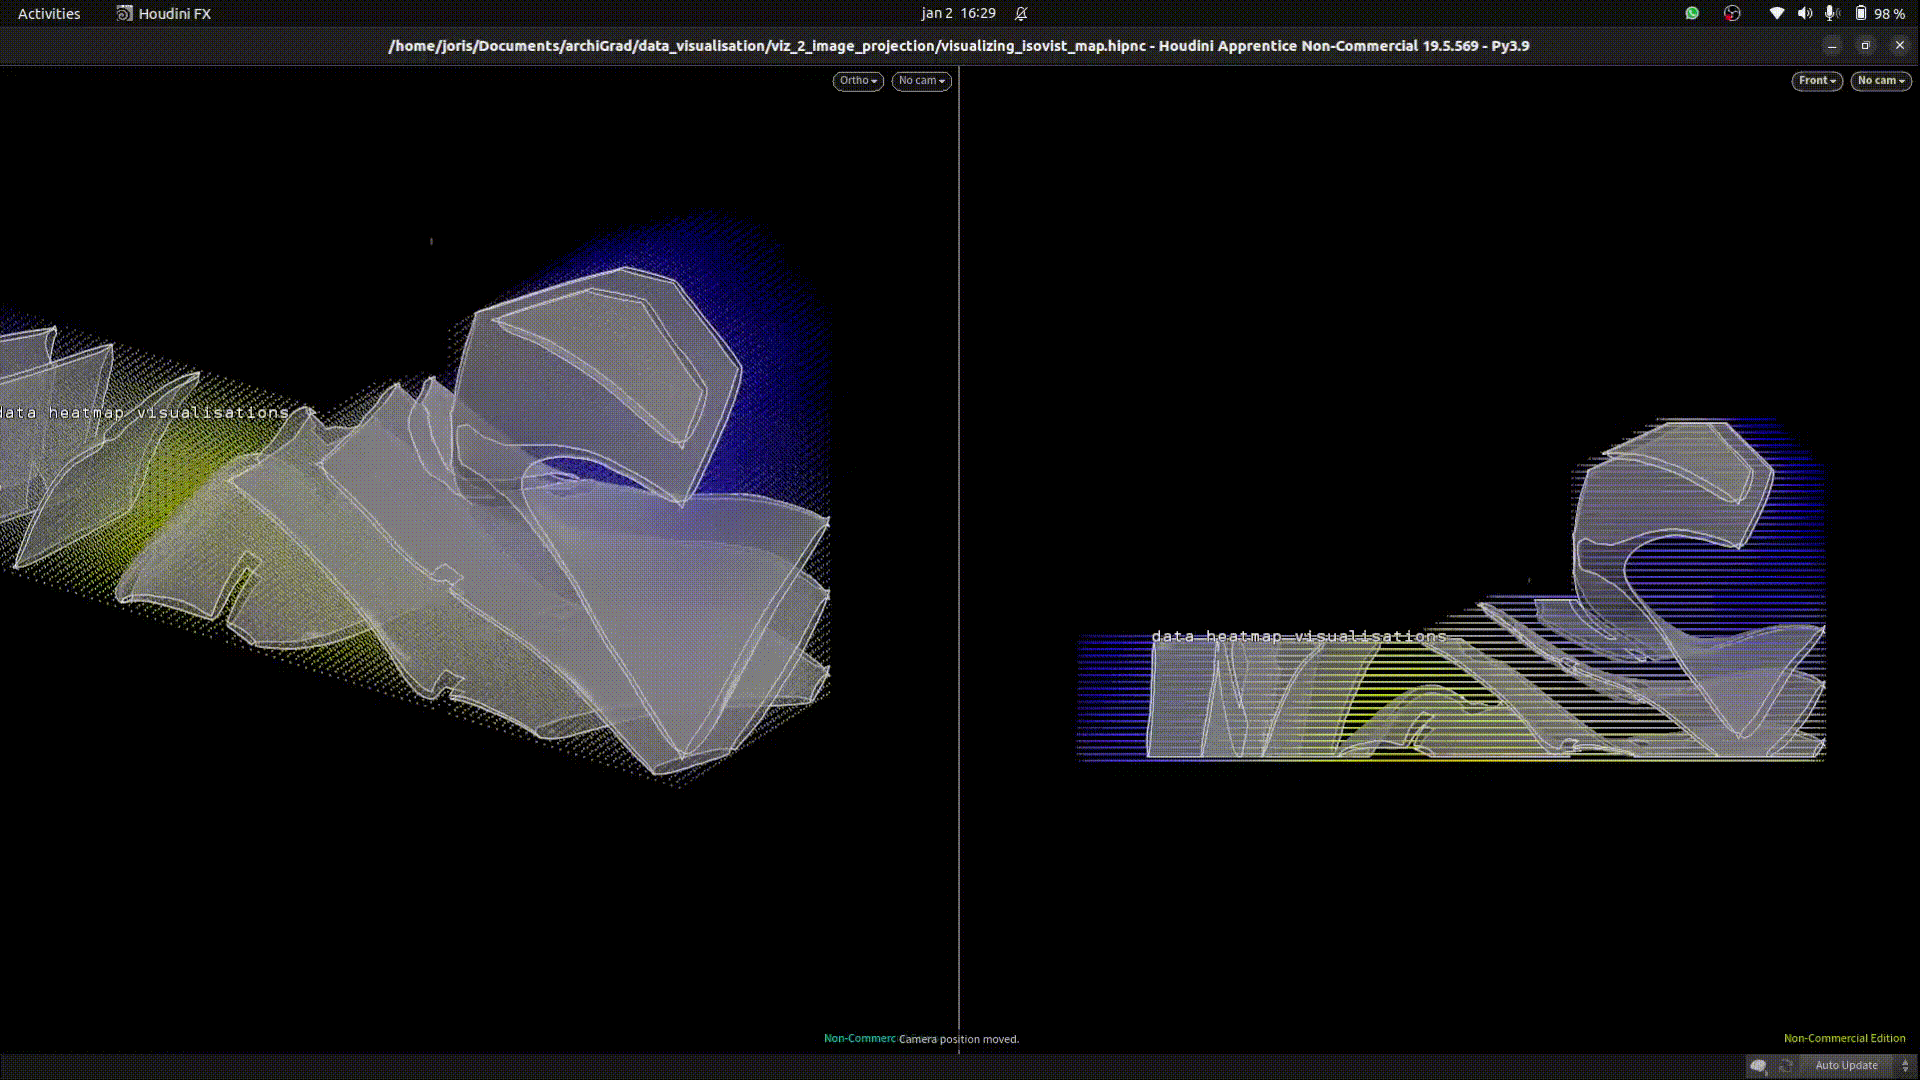 Activities
Houdini FX
jan 2 16:29
98 %
/home/joris/Documents/archiGrad/data_visualisation/viz_2_image_projection/visualizing_isovist_map.hipnc - Houdini Apprentice Non-Commercial 19.5.569 - Py3.9
Ortho
No cam
Front
No cam
data heatmap visualisations
data heatmap visualisations
Non-Commerc
Camera position moved.
Non-Commercial Edition
Auto Update